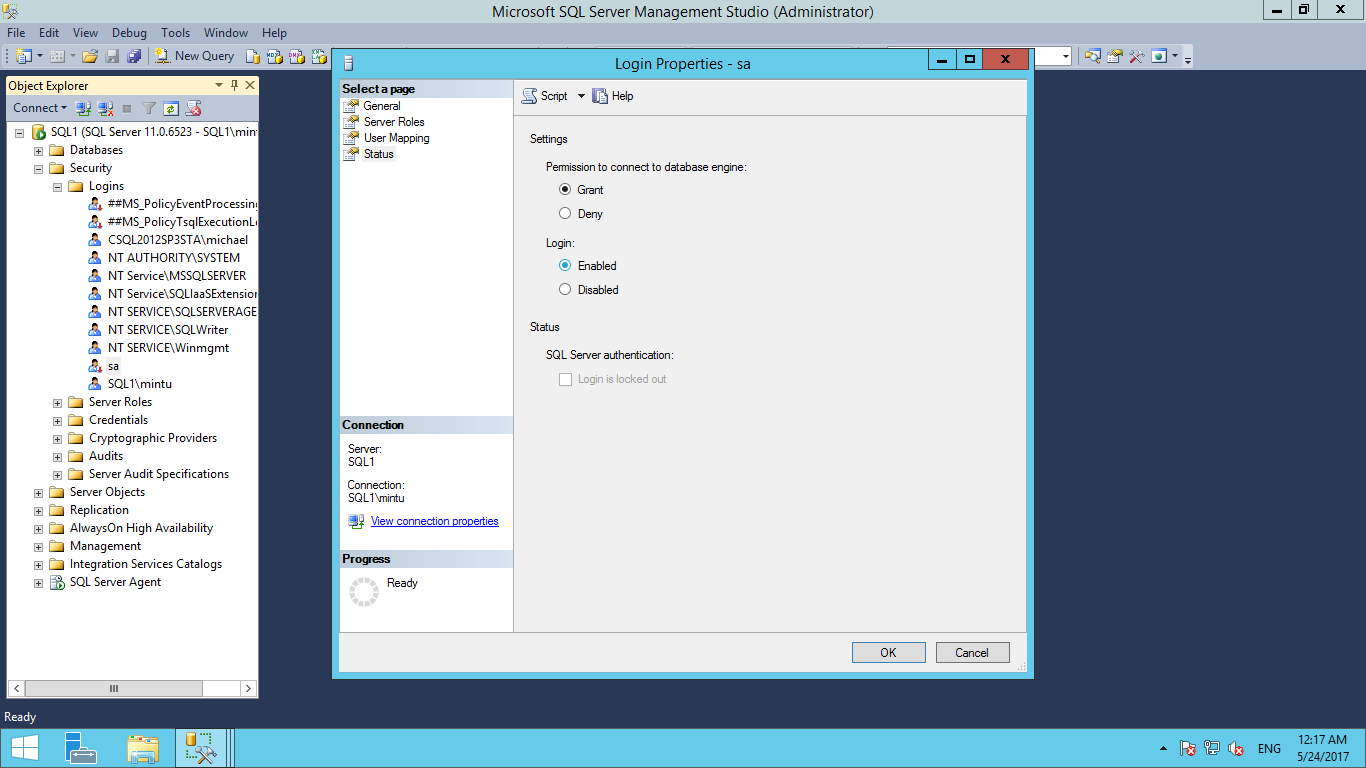 Microsoft SQL Server Management Studio (Administrator)
File Edit View Debug Tools Window Help
New Query
Object Explorer
Connect
SQL1 (SQL Server 11.0.6523 - SQL1\mint
Databases
Security
Logins
##MS_PolicyEventProcessing
##MS_PolicyTsqlExecutionLo
CSQL2012SP3STA\michael
NT AUTHORITY\SYSTEM
NT Service\MSSQLSERVER
NT Service\SQLIaaSExtension
NT SERVICE\SQLSERVERAGE
NT SERVICE\SQLWriter
NT SERVICE\Winmgmt
sa
SQL1\mintu
Server Roles
Credentials
Cryptographic Providers
Audits
Server Audit Specifications
Server Objects
Replication
AlwaysOn High Availability
Management
Integration Services Catalogs
SQL Server Agent
Login Properties - sa
Select a page
General
Server Roles
User Mapping
Status
Connection
Server:
SQL1
Connection:
SQL1\mintu
View connection properties
Progress
Ready
Script Help
Settings
Permission to connect to database engine:
Grant
Deny
Login:
Enabled
Disabled
Status
SQL Server authentication:
Login is locked out
OK Cancel
Ready
ENG
12:17 AM
5/24/2017